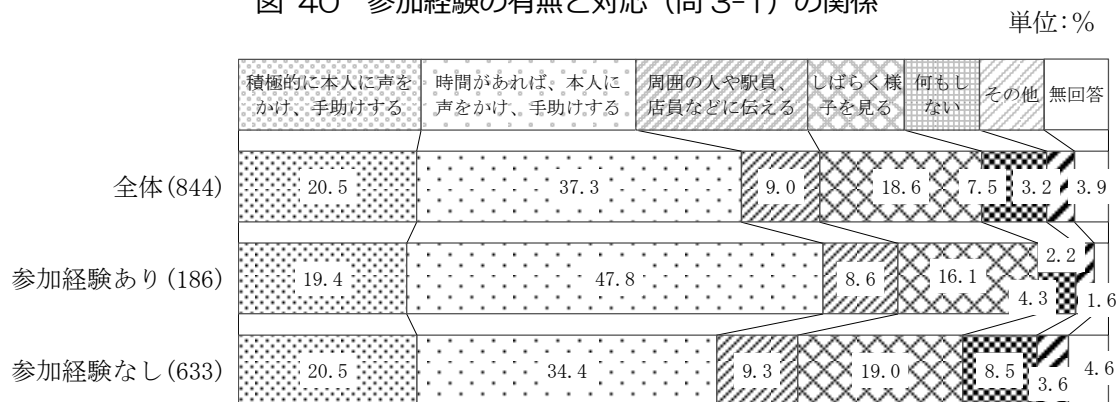 図 40　参加経験の有無と対応（問 3-1）の関係
単位：％
積極的に本人に声を
かけ、手助けする
時間があれば、本人に
声をかけ、手助けする
周囲の人や駅員、
店員などに伝える
しばらく様
子を見る
何もし
ない
その他
無回答
全体(844)
20.5
37.3
9.0
18.6
7.5
3.2
3.9
参加経験あり(186)
19.4
47.8
8.6
16.1
4.3
2.2
1.6
参加経験なし(633)
20.5
34.4
9.3
19.0
8.5
3.6
4.6